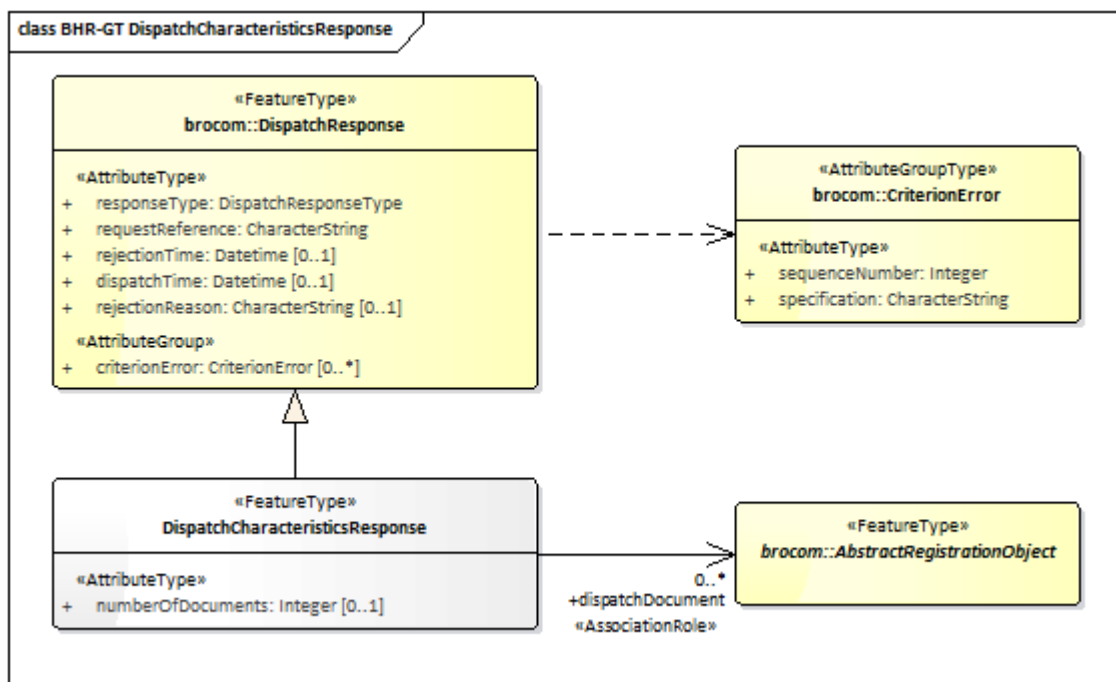 class BHR-GT DispatchCharacteristicsResponse
«FeatureType»
brocom::DispatchResponse
«AttributeType»
+ responseType: DispatchResponseType
+ requestReference: CharacterString
+ rejectionTime: Datetime [0..1]
+ dispatchTime: Datetime [0..1]
+ rejectionReason: CharacterString [0..1]
«AttributeGroup»
+ criterionError: CriterionError [0..*]
«AttributeGroupType»
brocom::CriterionError
«AttributeType»
+ sequenceNumber: Integer
+ specification: CharacterString
«FeatureType»
DispatchCharacteristicsResponse
«AttributeType»
+ numberOfDocuments: Integer [0..1]
0..*
+dispatchDocument
«AssociationRole»
«FeatureType»
brocom::AbstractRegistrationObject